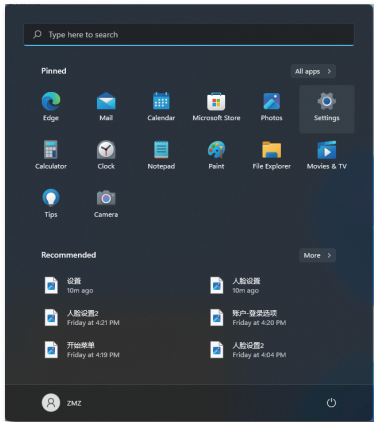 Type here to search
Pinned
All apps >
Edge
Mail
Calendar
Microsoft Store
Photos
Settings
Calculator
Clock
Notepad
Paint
File Explorer
Movies & TV
Tips
Camera
Recommended
More >
设置
10m ago
人脸设置
10m ago
人脸设置2
Friday at 4:21 PM
账户-登录选项
Friday at 4:20 PM
开始菜单
Friday at 4:19 PM
人脸设置2
Friday at 4:04 PM
ZMZ